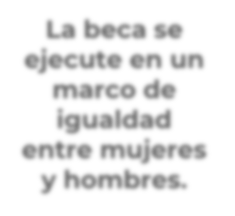 La beca se
ejecute en un
marco de
igualdad
entre mujeres
y hombres.